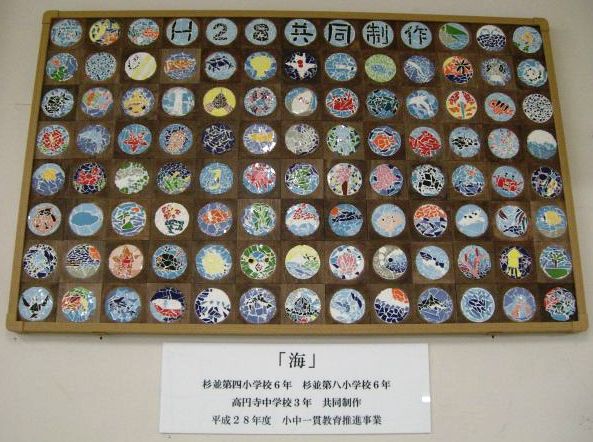 H28共同制作
「海」
杉並第四小学校6年 杉並第八小学校6年
高円寺中学校3年 共同制作
平成28年度 小中一貫教育推進事業